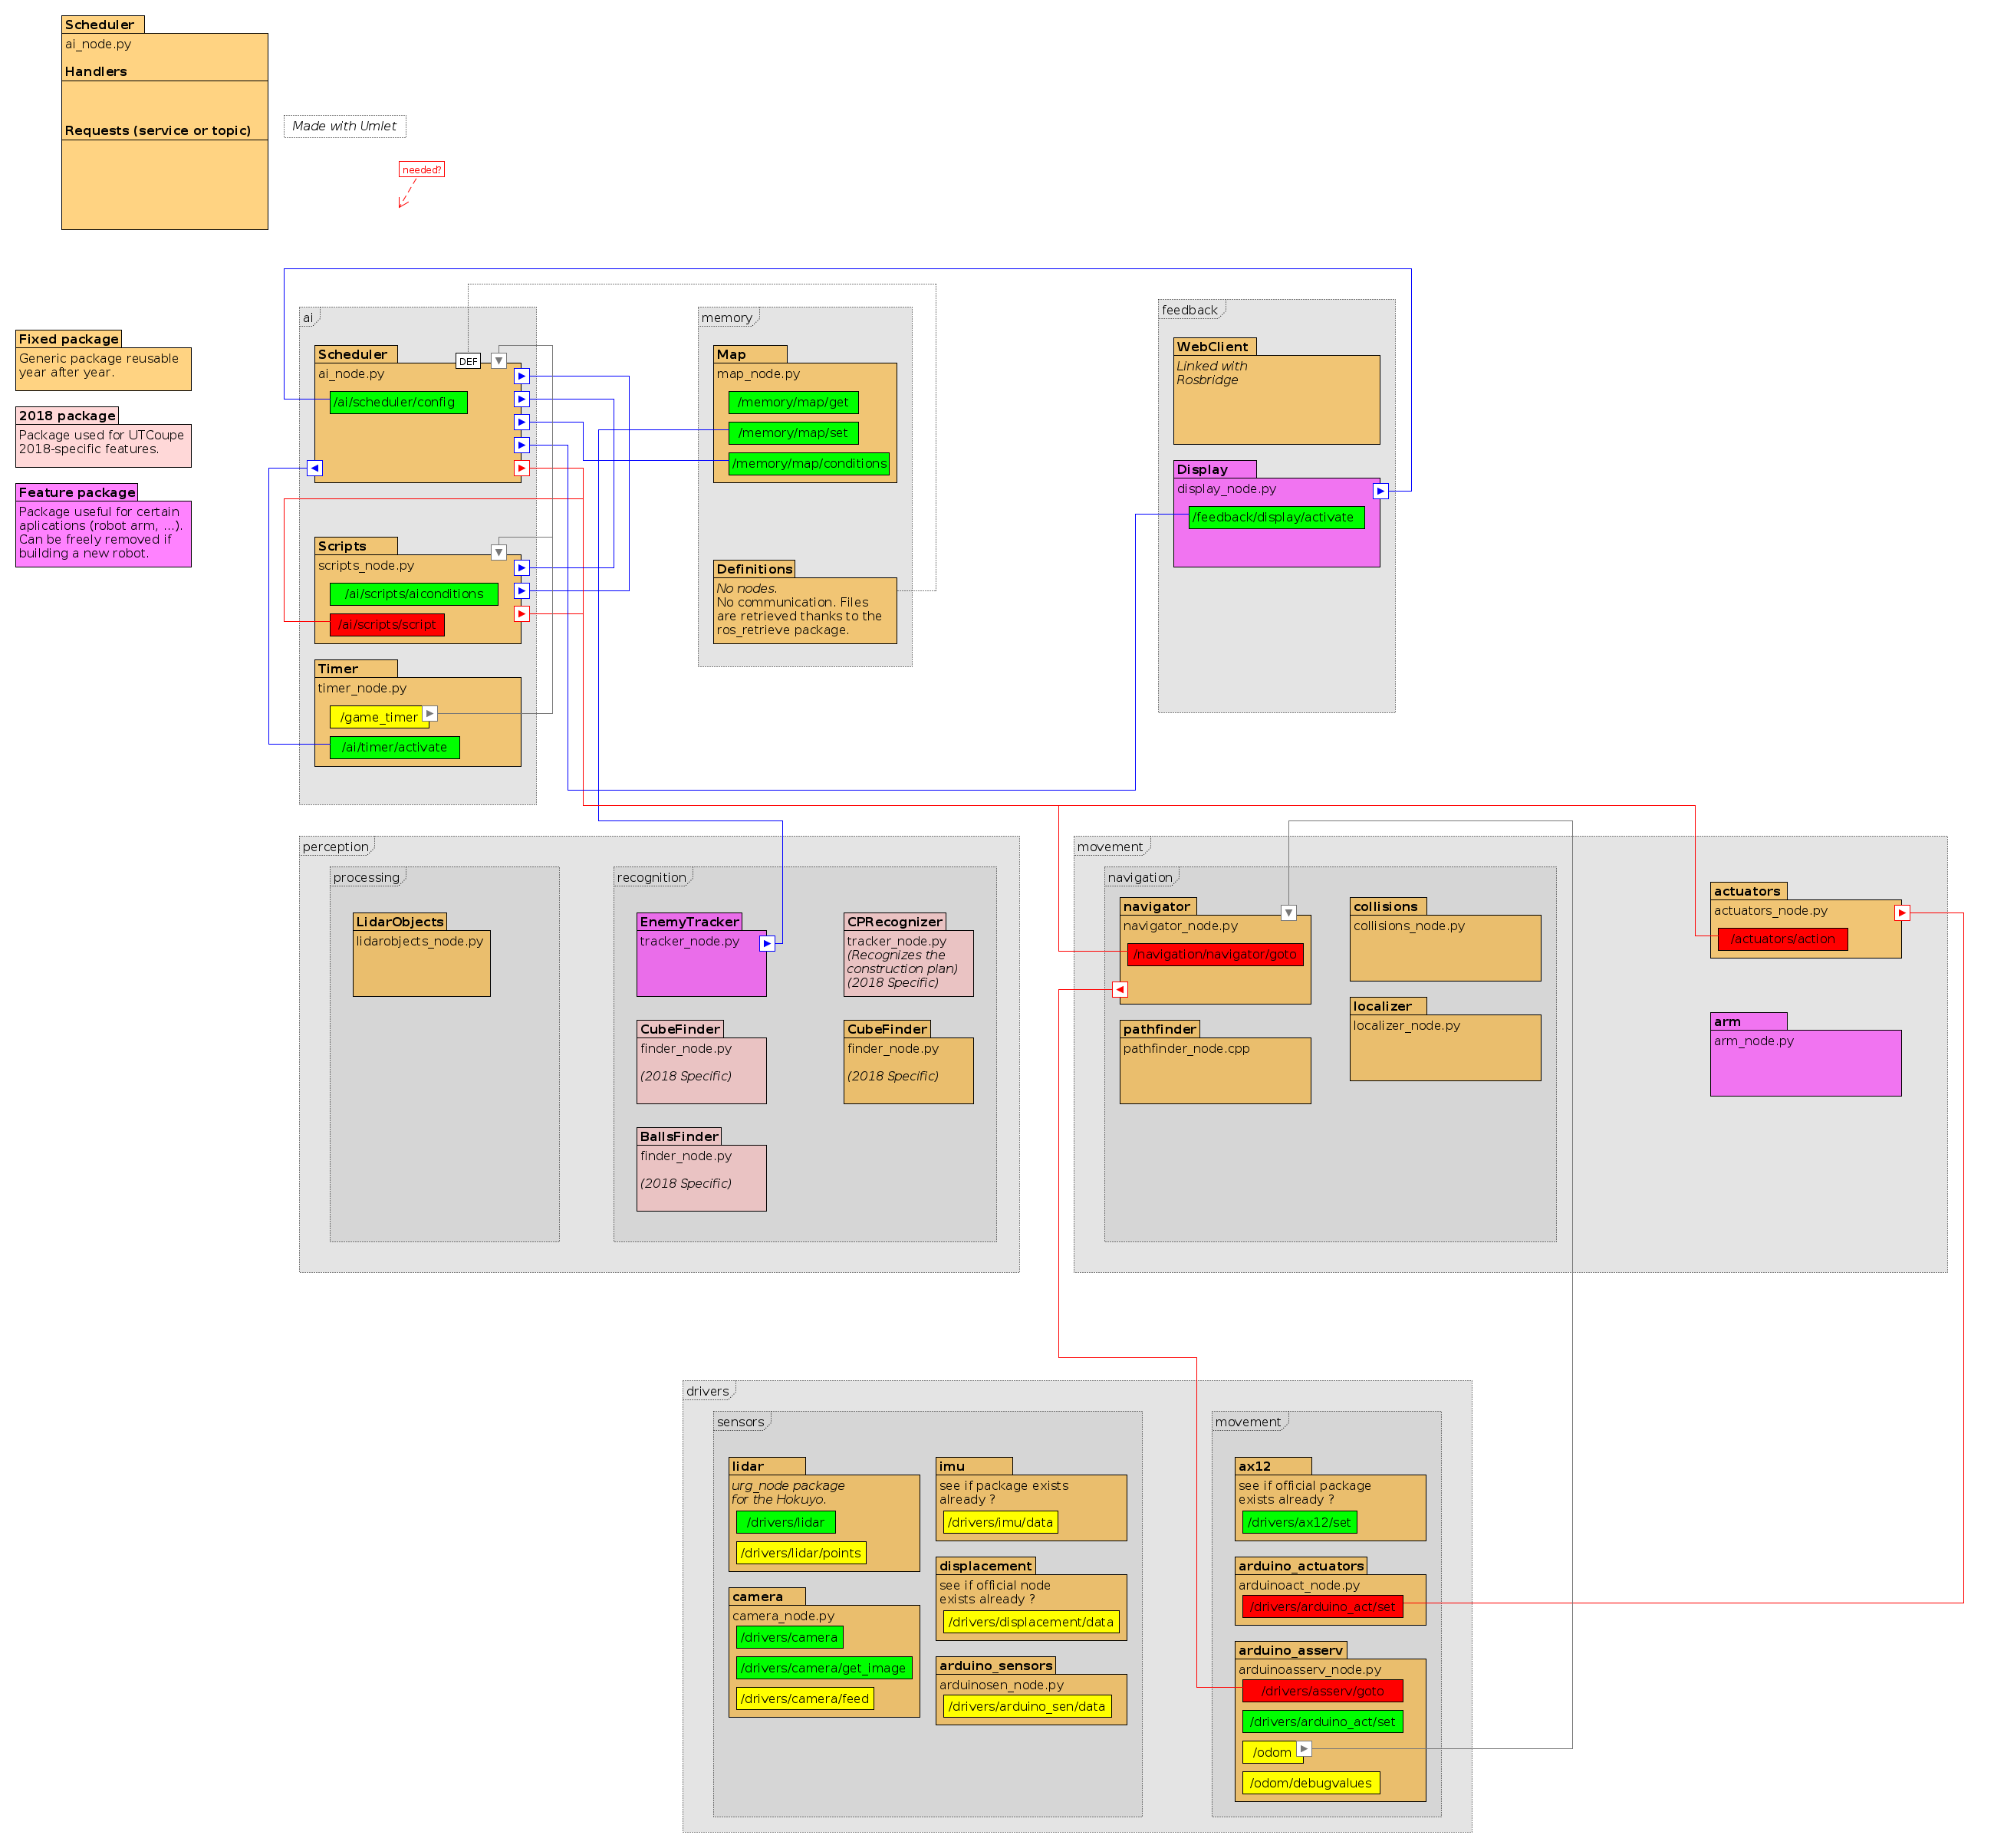 Scheduler
ai_node.py
Handlers
Requests (service or topic)
Made with Umlet
needed?
Fixed package
Generic package reusable
year after year.
2018 package
Package used for UTCoupe
2018-specific features.
Feature package
Package useful for certain
aplications (robot arm, ...).
Can be freely removed if
building a new robot.
ai
Scheduler
DEF
ai_node.py
/ai/scheduler/config
Scripts
scripts_node.py
/ai/scripts/aiconditions
/ai/scripts/script
Timer
timer_node.py
/game_timer
/ai/timer/activate
memory
Map
map_node.py
/memory/map/get
/memory/map/set
/memory/map/conditions
Definitions
No nodes.
No communication. Files
are retrieved thanks to the
ros_retrieve package.
feedback
WebClient
Linked with
Rosbridge
Display
display_node.py
/feedback/display/activate
perception
processing
LidarObjects
lidarobjects_node.py
recognition
EnemyTracker
tracker_node.py
CPRecognizer
tracker_node.py
(Recognizes the
construction plan)
(2018 Specific)
CubeFinder
finder_node.py
(2018 Specific)
CubeFinder
finder_node.py
(2018 Specific)
BallsFinder
finder_node.py
(2018 Specific)
movement
navigation
navigator
navigator_node.py
/navigation/navigator/goto
collisions
collisions_node.py
pathfinder
pathfinder_node.cpp
localizer
localizer_node.py
actuators
actuators_node.py
/actuators/action
arm
arm_node.py
drivers
sensors
lidar
urg_node package
for the Hokuyo.
/drivers/lidar
/drivers/lidar/points
camera
camera_node.py
/drivers/camera
/drivers/camera/get_image
/drivers/camera/feed
imu
see if package exists
already ?
/drivers/imu/data
displacement
see if official node
exists already ?
/drivers/displacement/data
arduino_sensors
arduinosen_node.py
/drivers/arduino_sen/data
movement
ax12
see if official package
exists already ?
/drivers/ax12/set
arduino_actuators
arduinoact_node.py
/drivers/arduino_act/set
arduino_asserv
arduinoasserv_node.py
/drivers/asserv/goto
/drivers/arduino_act/set
/odom
/odom/debugvalues